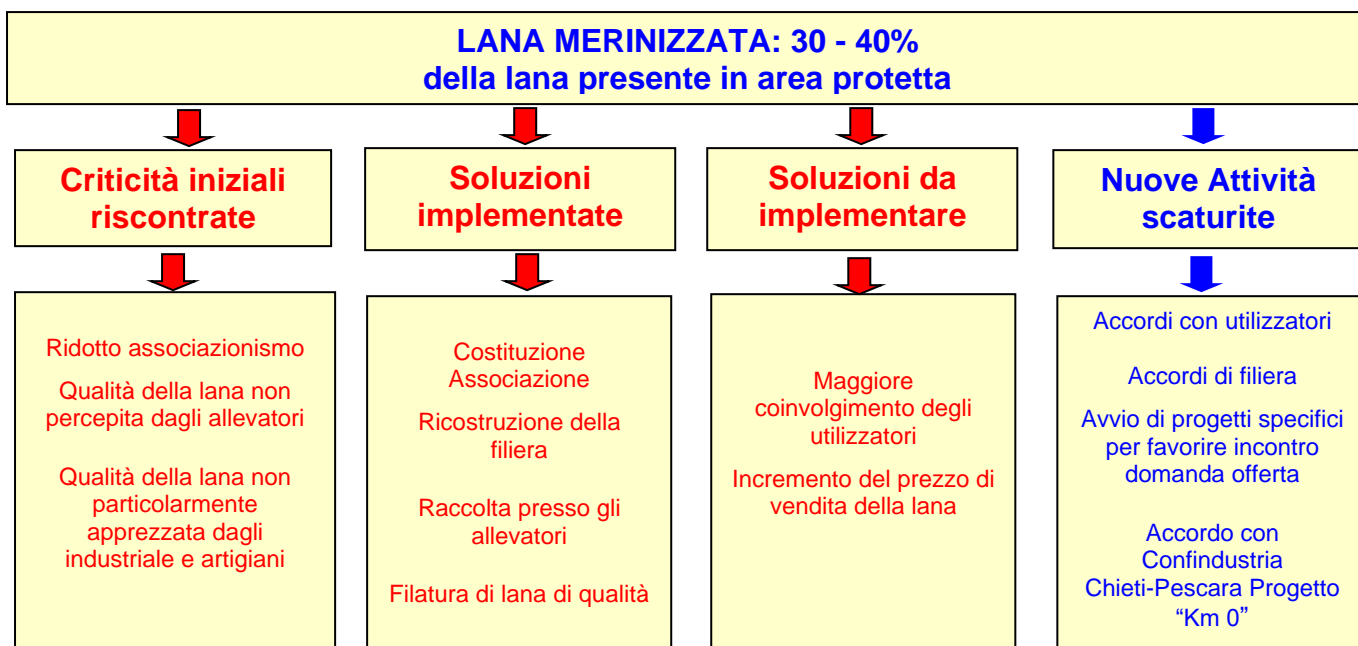 LANA MERINIZZATA: 30 - 40%
della lana presente in area protetta
Criticità iniziali
riscontrate
Ridotto associazionismo
Qualità della lana non
percepita dagli allevatori
Qualità della lana non
particolarmente
apprezzata dagli
industriale e artigiani
Soluzioni
implementate
Costituzione
Associazione
Ricostruzione della
filiera
Raccolta presso gli
allevatori
Filatura di lana di qualità
Soluzioni da
implementare
Maggiore
coinvolgimento degli
utilizzatori
Incremento del prezzo di
vendita della lana
Nuove Attività
scaturite
Accordi con utilizzatori
Accordi di filiera
Avvio di progetti specifici
per favorire incontro
domanda offerta
Accordo con
Confindustria
Chieti-Pescara Progetto
“Km 0”